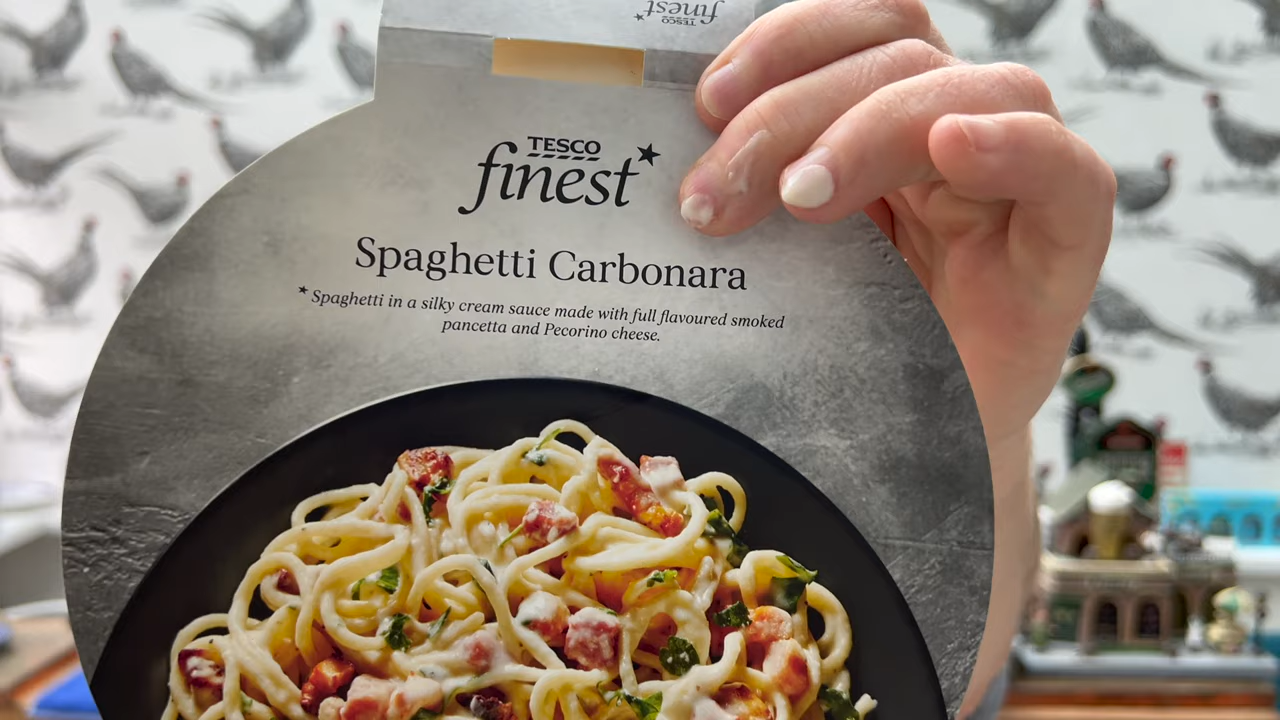 TESCO
finest
TESCO
finest
Spaghetti Carbonara
Spaghetti in a silky cream sauce made with full flavoured smoked
pancetta and Pecorino cheese.